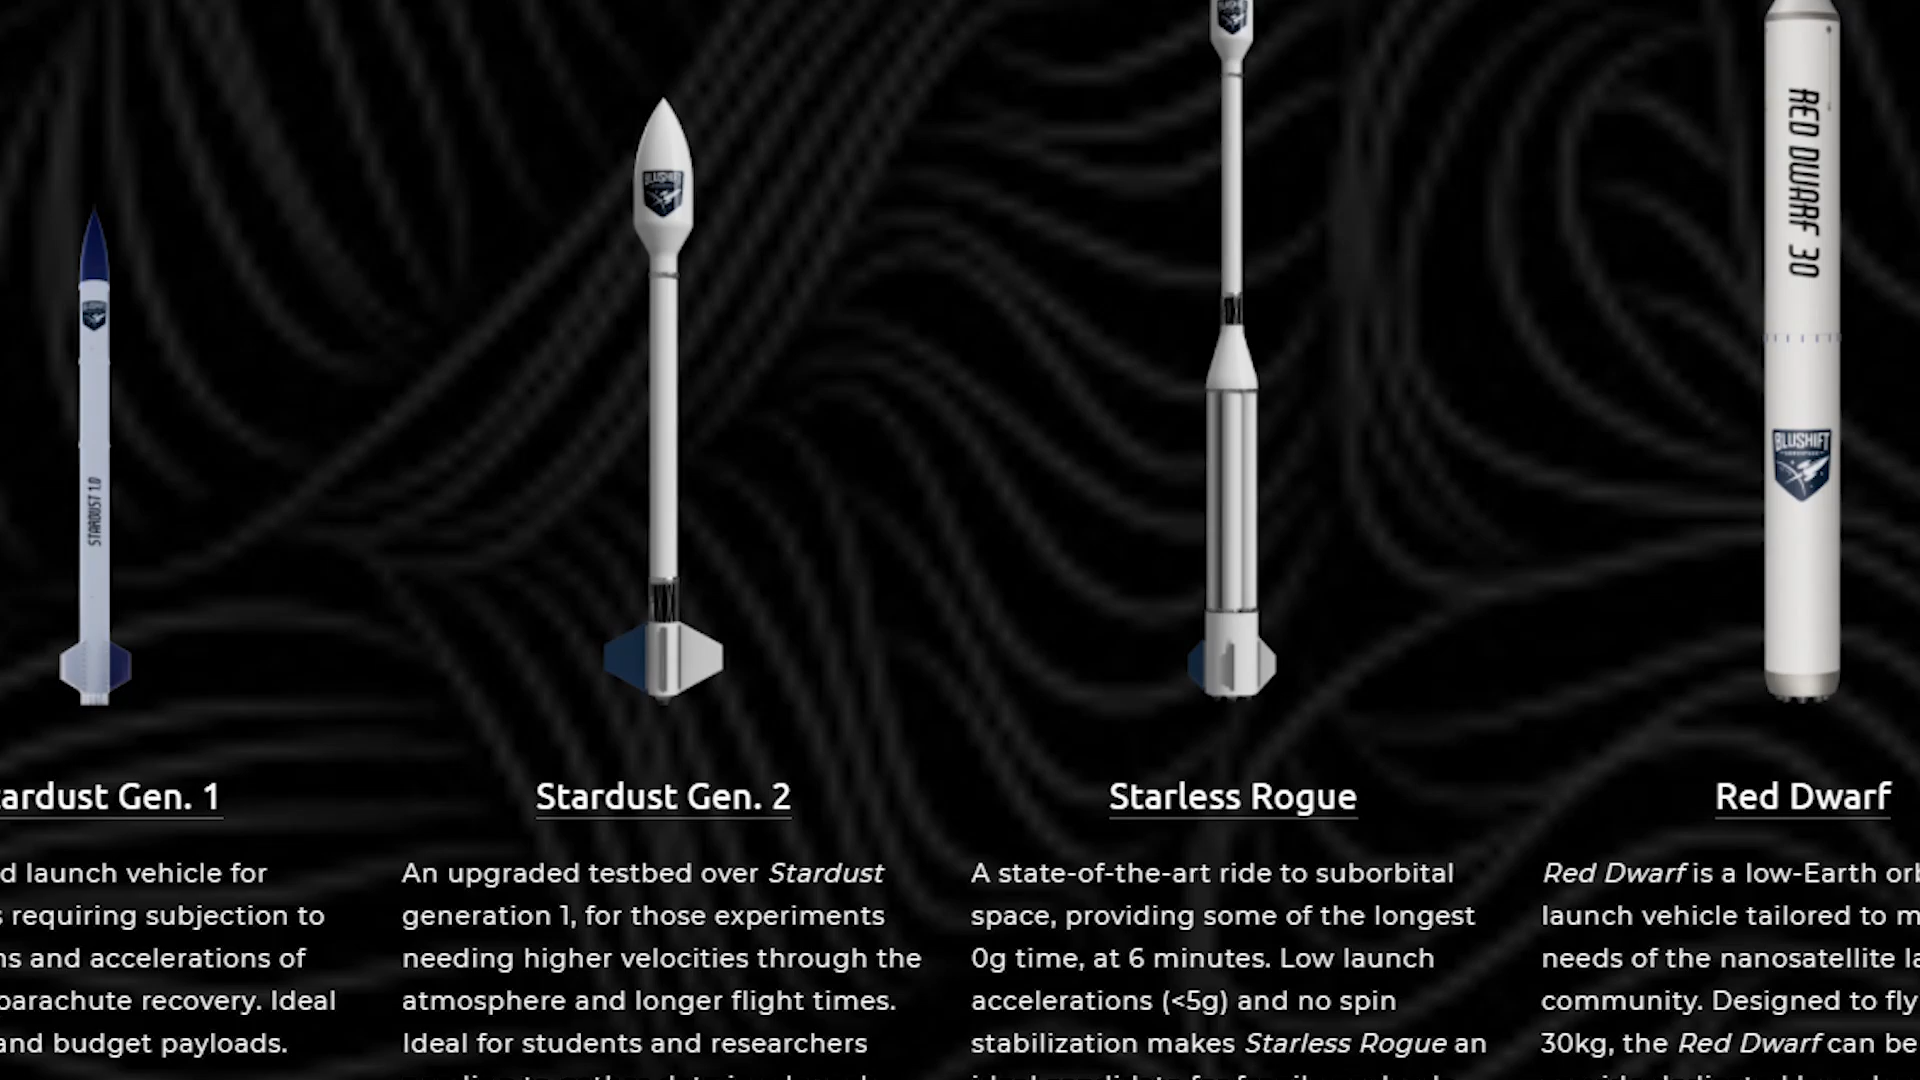 BLUSHIFT
RED DWARF 30
BLUSHIFT
STARDUST 1.0
BLUSHIFT
ardust Gen. 1
d launch vehicle for
s requiring subjection to
ns and accelerations of
parachute recovery. Ideal
and budget payloads.
Stardust Gen. 2
An upgraded testbed over Stardust
generation 1, for those experiments
needing higher velocities through the
atmosphere and longer flight times.
Ideal for students and researchers
Starless Rogue
A state-of-the-art ride to suborbital
space, providing some of the longest
0g time, at 6 minutes. Low launch
accelerations (<5g) and no spin
stabilization makes Starless Rogue an
Red Dwarf
Red Dwarf is a low-Earth orb
launch vehicle tailored to m
needs of the nanosatellite la
community. Designed to fly
30kg, the Red Dwarf can be